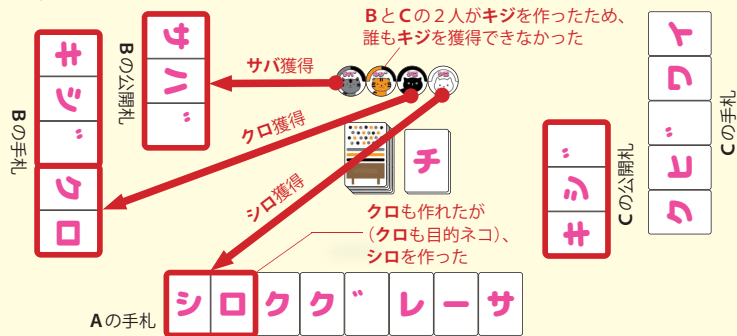 BとCの2人がキジを作ったため、
誰もキジを獲得できなかった
サバ獲得
クロ獲得
シロ獲得
Bの公開札
サハ゛
Bの手札
キシ゛クロ
チ
Cの公開札
キシ゛
Cの手札
クヒ゛ワイ
クロも作れたが
(クロも目的ネコ)、
シロを作った
Aの手札
シロクク゛レーサ